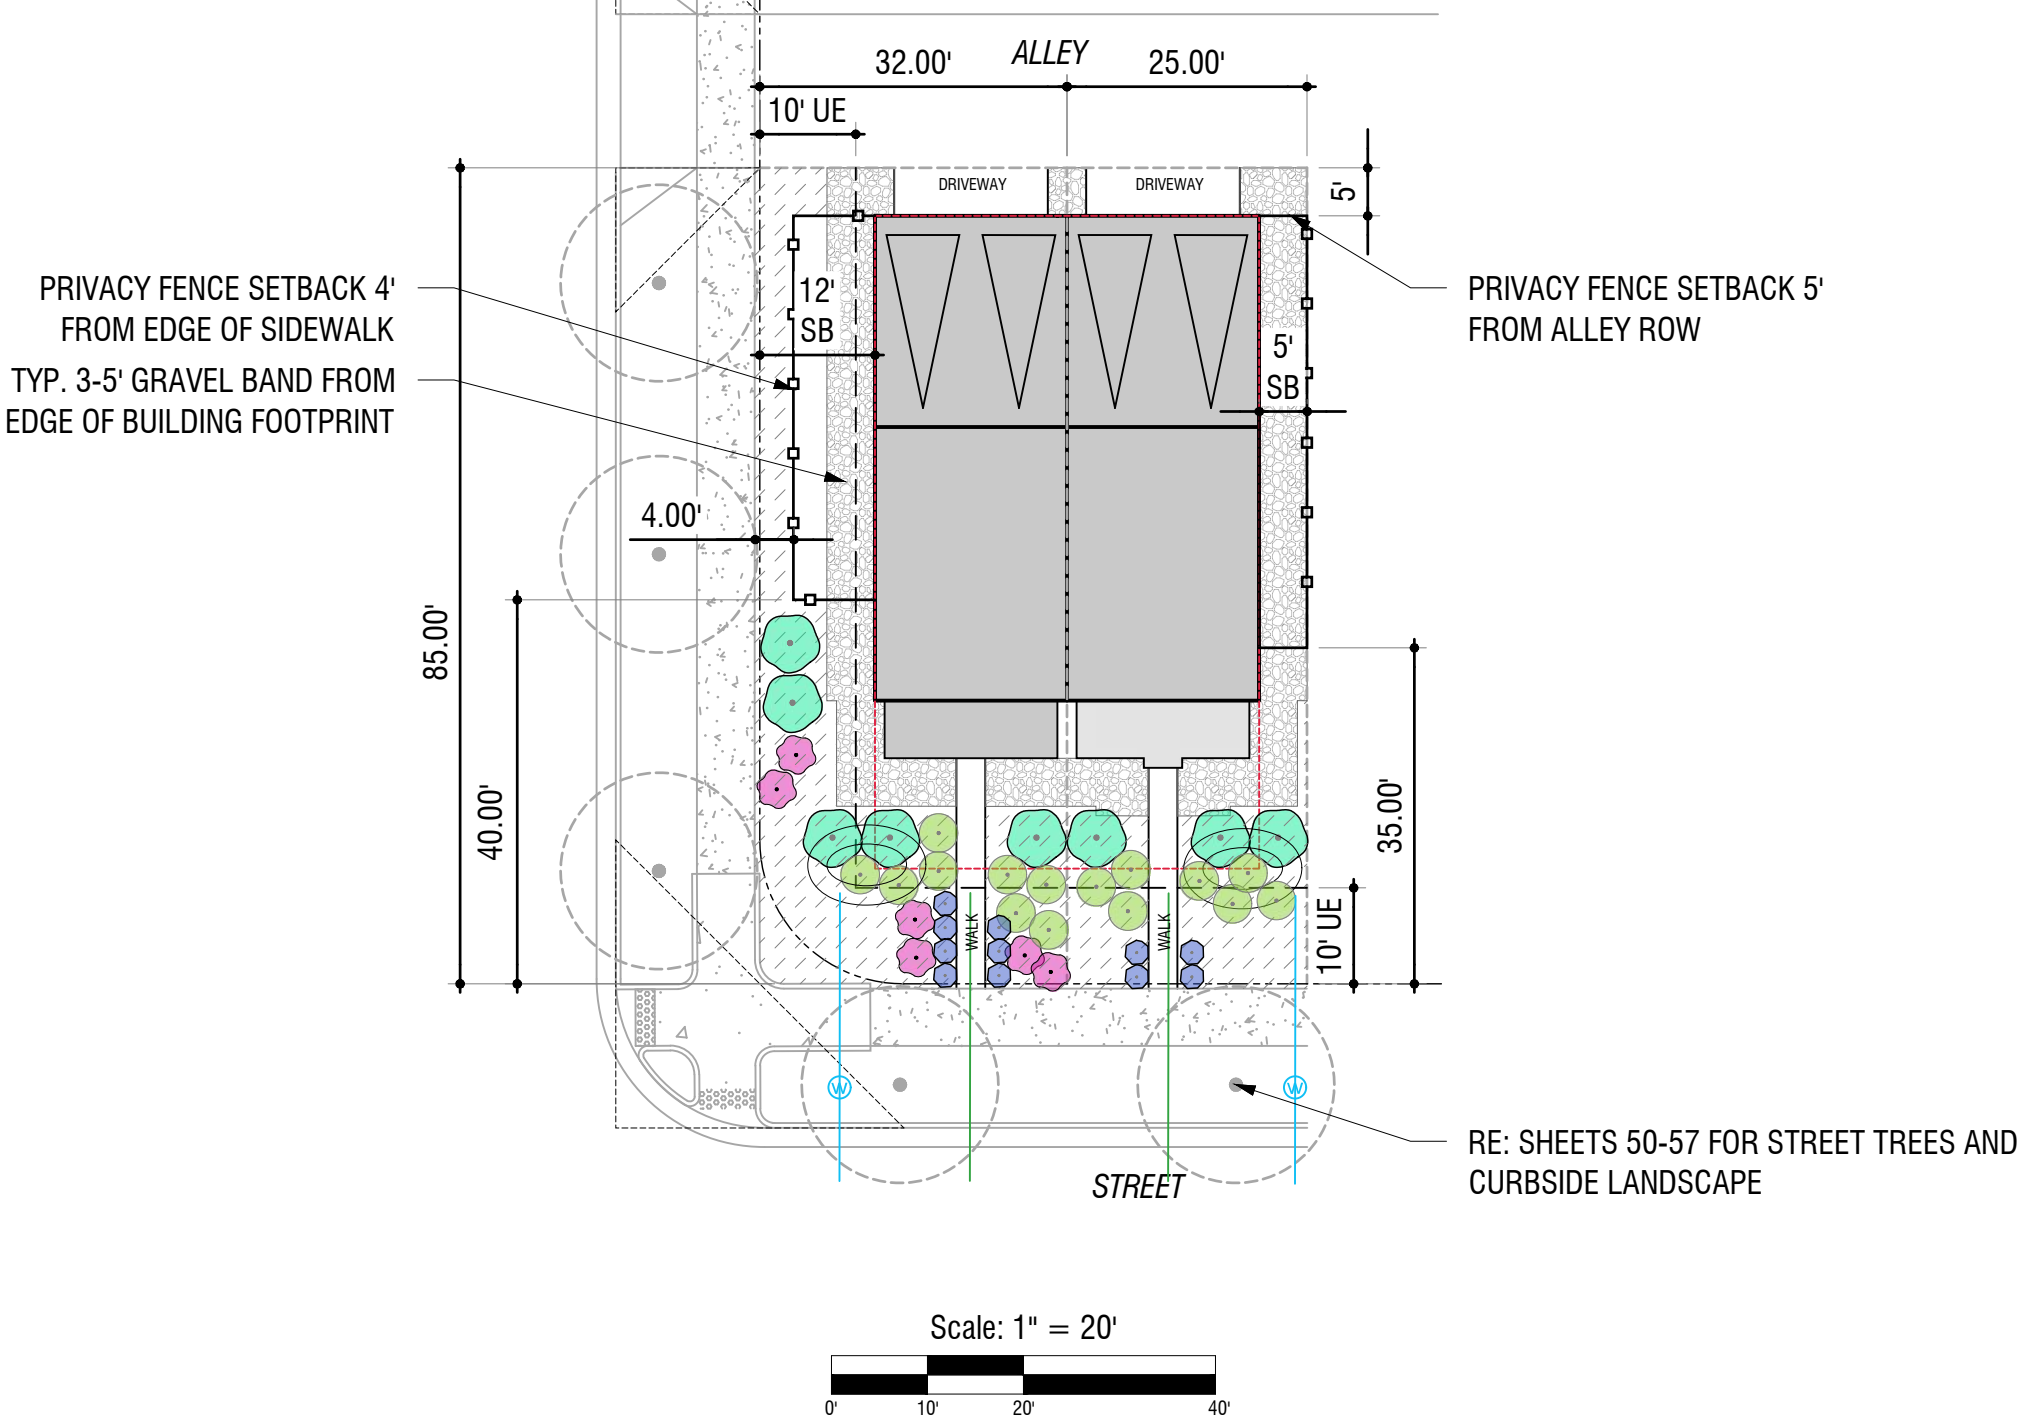 ALLEY
32.00'
25.00'
10' UE
DRIVEWAY
DRIVEWAY
5'
PRIVACY FENCE SETBACK 4'
FROM EDGE OF SIDEWALK
12'
SB
PRIVACY FENCE SETBACK 5'
FROM ALLEY ROW
5'
SB
TYP. 3-5' GRAVEL BAND FROM
EDGE OF BUILDING FOOTPRINT
4.00'
85.00'
40.00'
35.00'
WALK
WALK
10' UE
W
W
RE: SHEETS 50-57 FOR STREET TREES AND
CURBSIDE LANDSCAPE
STREET
Scale: 1" = 20'
0'
10'
20'
40'